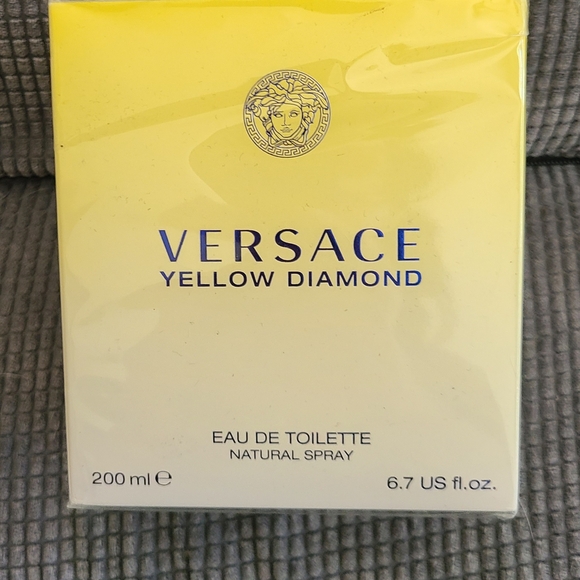 VERSACE
YELLOW DIAMOND
EAU DE TOILETTE
NATURAL SPRAY
200 ml ℮ 6.7 US fl.oz.